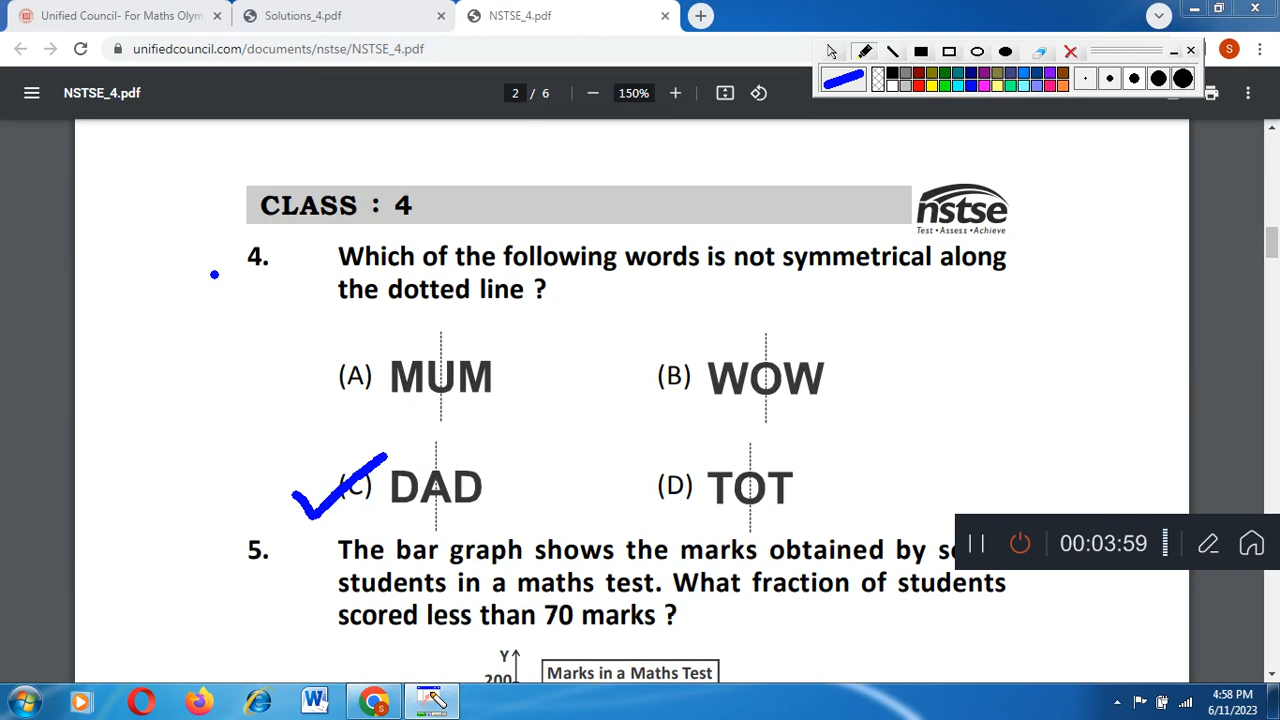 Unified Council- For Maths Olym
Solutions_4.pdf
NSTSE_4.pdf
unifiedcouncil.com/documents/nstse/NSTSE_4.pdf
S
NSTSE_4.pdf
2 / 6
150%
CLASS : 4
nstse
Test • Assess • Achieve
4. Which of the following words is not symmetrical along
the dotted line ?
(A) MUM
(B) WOW
(C) DAD
(D) TOT
5. The bar graph shows the marks obtained by
students in a maths test. What fraction of students
scored less than 70 marks ?
00:03:59
Y
200
Marks in a Maths Test
4:58 PM
6/11/2023